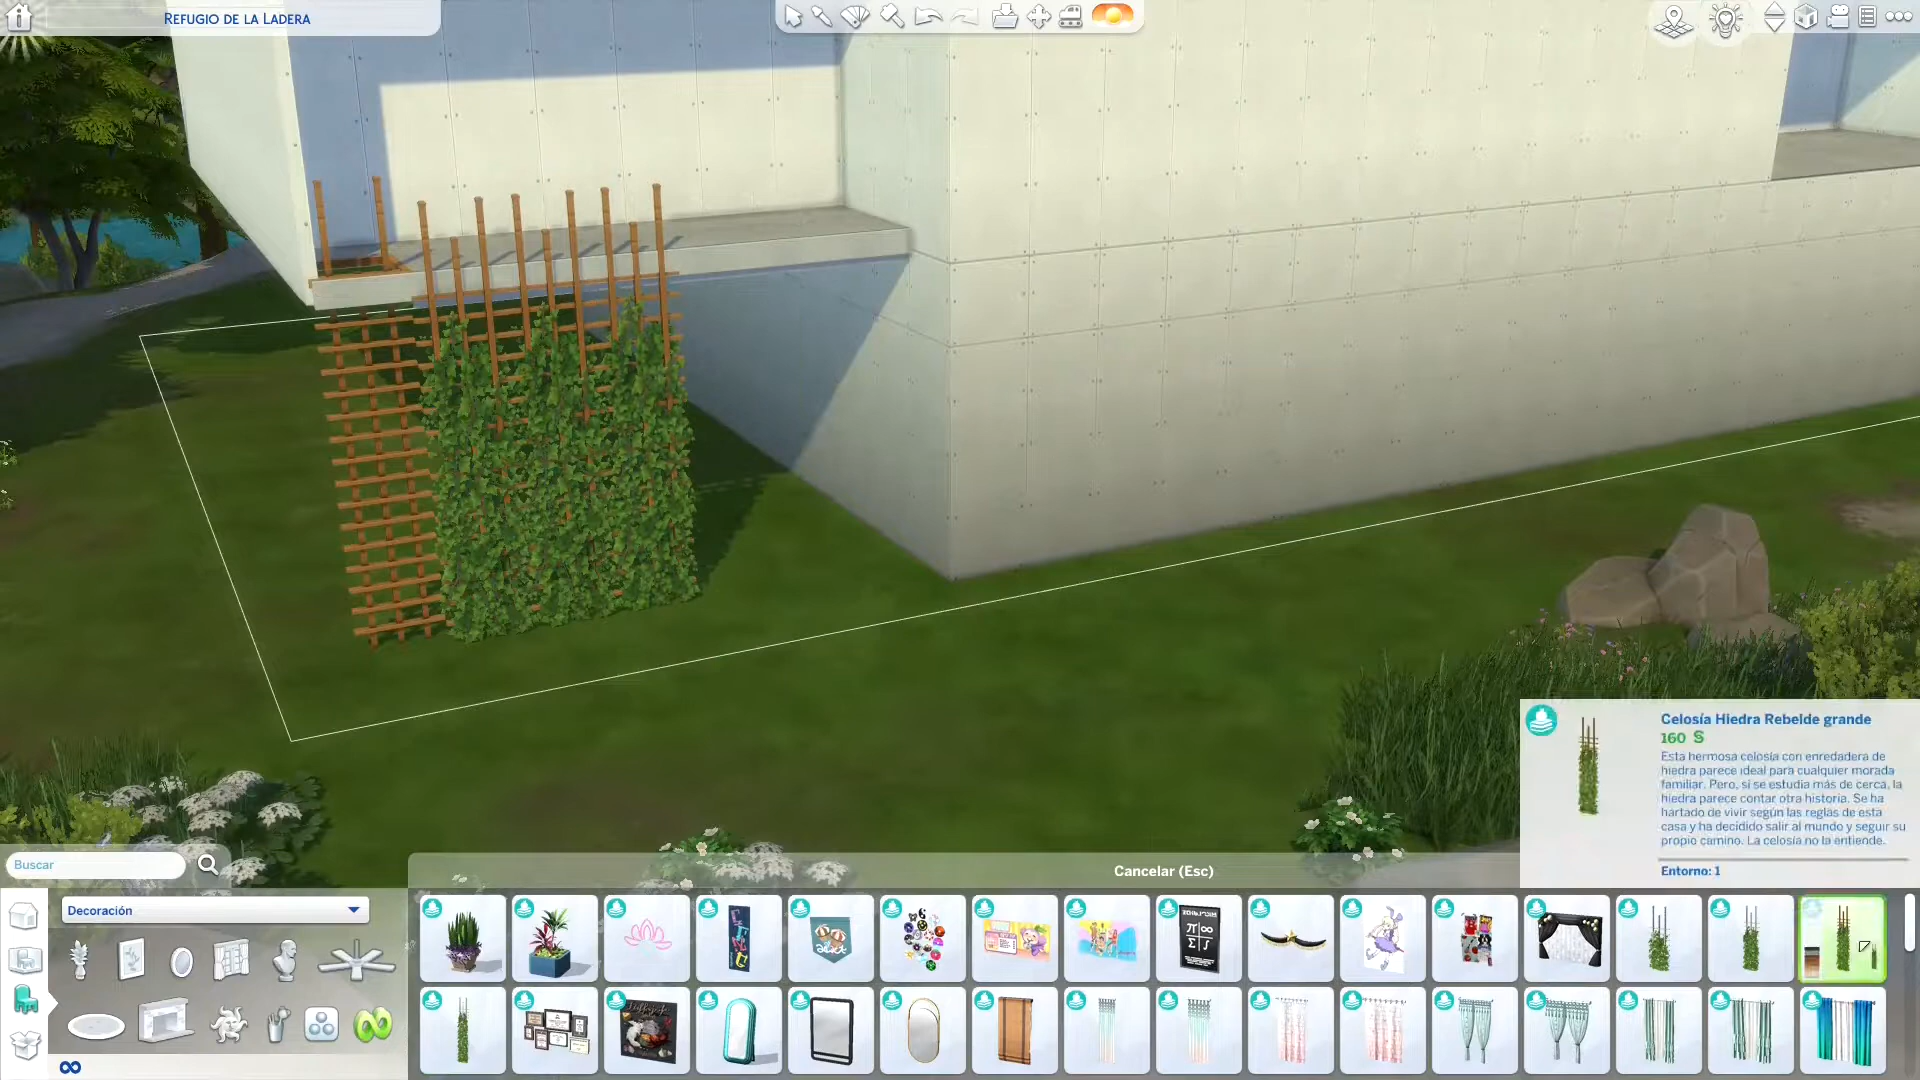 Refugio de la Ladera
Celosía Hiedra Rebelde grande
160 §
Esta hermosa celosía con enredadera de
hiedra parece ideal para cualquier morada
familiar. Pero, si se estudia más de cerca, la
hiedra parece contar otra historia. Se ha
hartado de vivir según las reglas de esta
casa y ha decidido salir al mundo y seguir su
propio camino. La celosía no la entiende.
Entorno: 1
Buscar
Cancelar (Esc)
Decoración